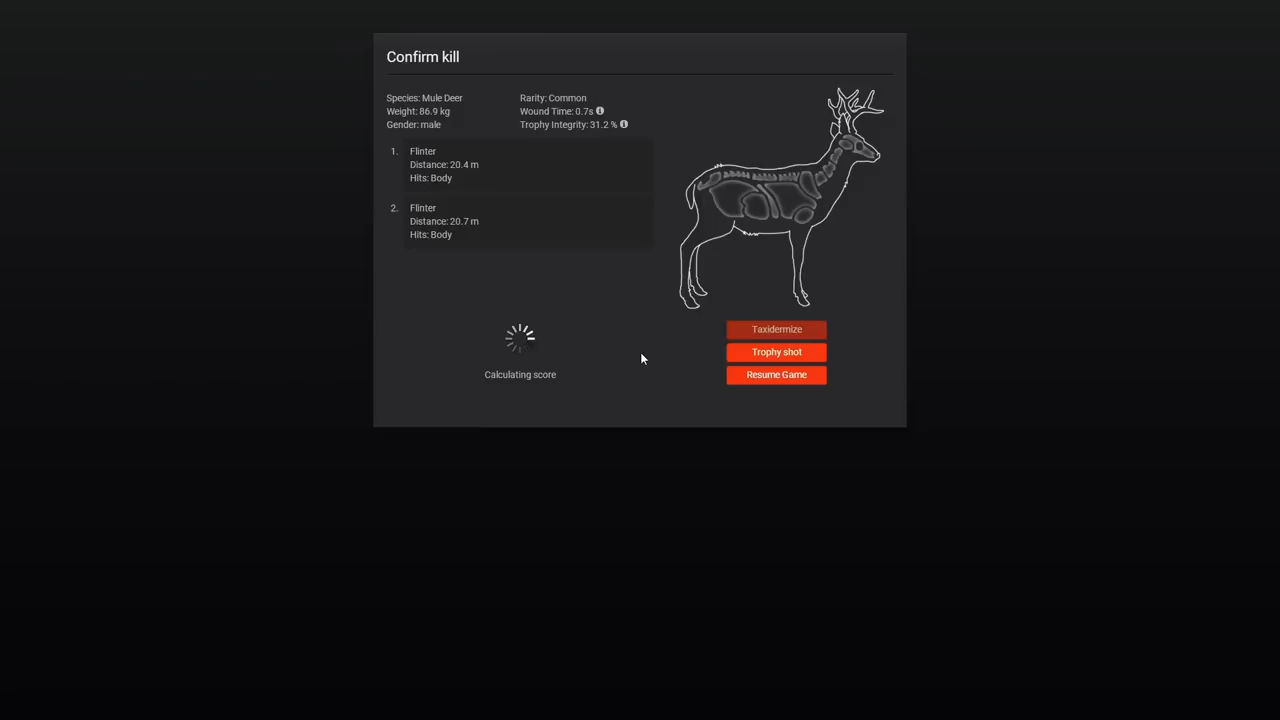 Confirm kill
Species: Mule Deer
Weight: 86.9 kg
Gender: male
Rarity: Common
Wound Time: 0.7s
Trophy Integrity: 31.2 %
1. Flinter
Distance: 20.4 m
Hits: Body
2. Flinter
Distance: 20.7 m
Hits: Body
Calculating score
Taxidermize
Trophy shot
Resume Game